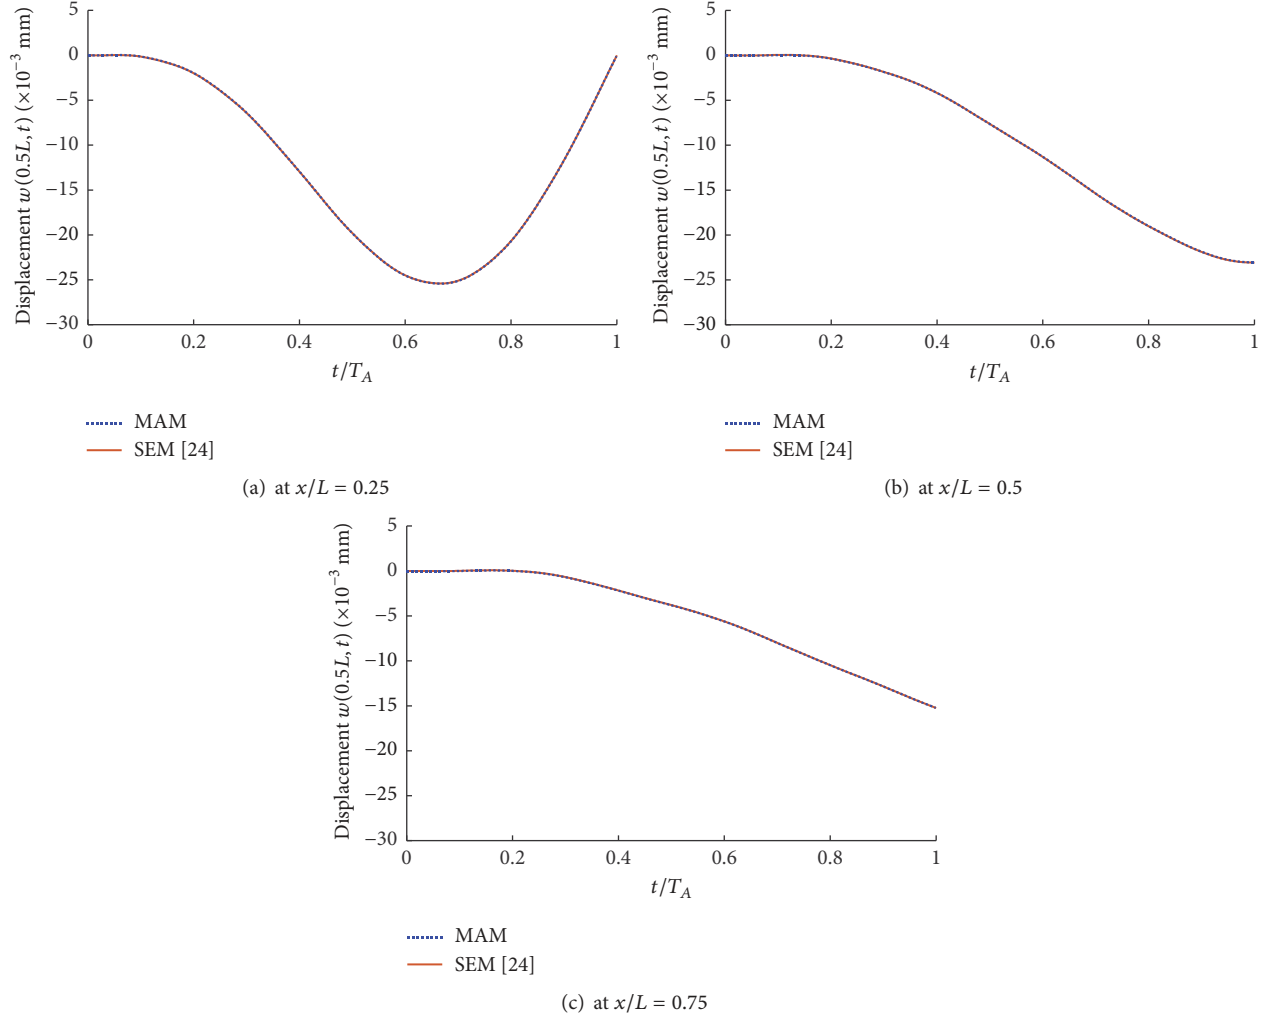 Displacement w(0.5L, t) (×10⁻³ mm)
5
0
−5
−10
−15
−20
−25
−30
0
0.2
0.4
0.6
0.8
1
t/T_A
MAM
SEM [24]
(a) at x/L = 0.25
Displacement w(0.5L, t) (×10⁻³ mm)
5
0
−5
−10
−15
−20
−25
−30
0
0.2
0.4
0.6
0.8
1
t/T_A
MAM
SEM [24]
(b) at x/L = 0.5
Displacement w(0.5L, t) (×10⁻³ mm)
5
0
−5
−10
−15
−20
−25
−30
0
0.2
0.4
0.6
0.8
1
t/T_A
MAM
SEM [24]
(c) at x/L = 0.75